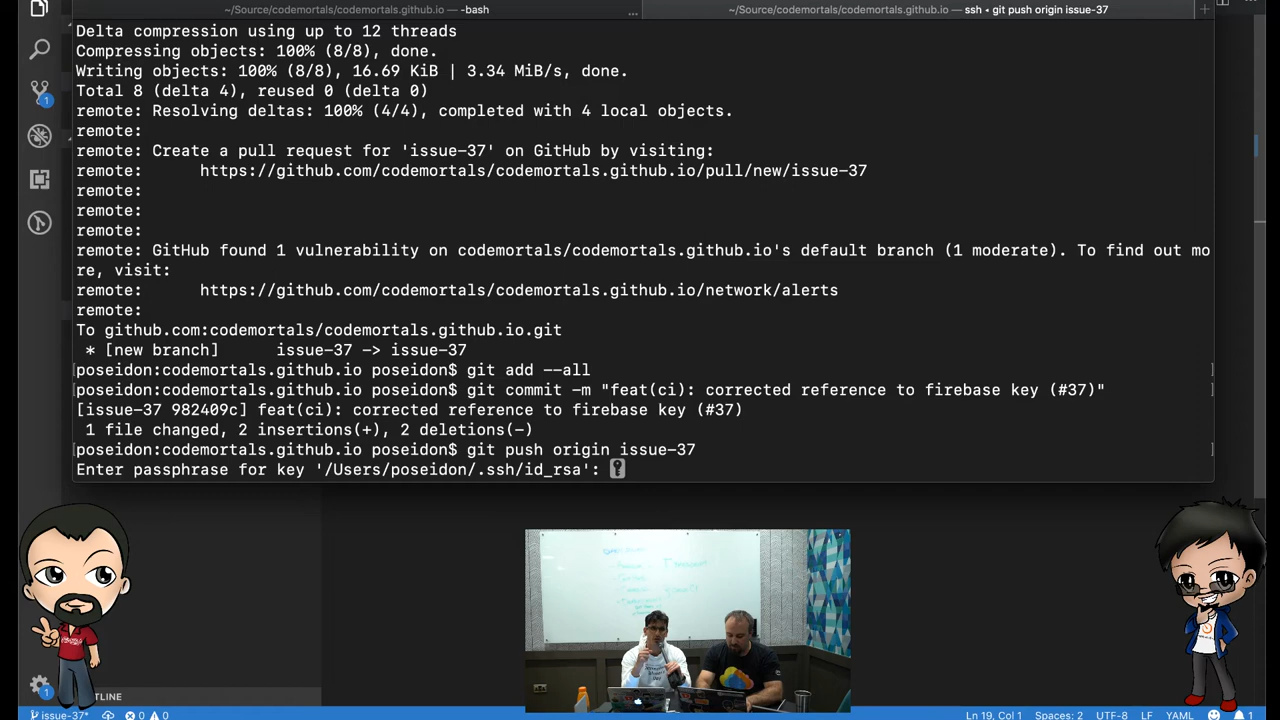 ~/Source/codemortals/codemortals.github.io — -bash
...
~/Source/codemortals/codemortals.github.io — ssh ◂ git push origin issue-37
Delta compression using up to 12 threads
Compressing objects: 100% (8/8), done.
Writing objects: 100% (8/8), 16.69 KiB | 3.34 MiB/s, done.
Total 8 (delta 4), reused 0 (delta 0)
remote: Resolving deltas: 100% (4/4), completed with 4 local objects.
remote:
remote: Create a pull request for 'issue-37' on GitHub by visiting:
remote:      https://github.com/codemortals/codemortals.github.io/pull/new/issue-37
remote:
remote:
remote:
remote: GitHub found 1 vulnerability on codemortals/codemortals.github.io's default branch (1 moderate). To find out mo
re, visit:
remote:      https://github.com/codemortals/codemortals.github.io/network/alerts
remote:
To github.com:codemortals/codemortals.github.io.git
 * [new branch]      issue-37 -> issue-37
[poseidon:codemortals.github.io poseidon$ git add --all ]
[poseidon:codemortals.github.io poseidon$ git commit -m "feat(ci): corrected reference to firebase key (#37)" ]
[issue-37 982409c] feat(ci): corrected reference to firebase key (#37)
 1 file changed, 2 insertions(+), 2 deletions(-)
[poseidon:codemortals.github.io poseidon$ git push origin issue-37 ]
Enter passphrase for key '/Users/poseidon/.ssh/id_rsa':
1
1
TLINE
issue-37* 0 0
Ln 19, Col 1 Spaces: 2 UTF-8 LF YAML 1